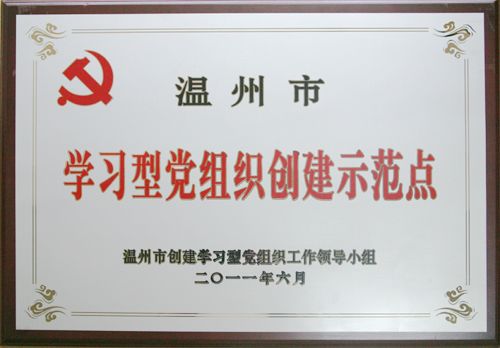 温州市
学习型党组织创建示范点
温州市创建学习型党组织工作领导小组
二〇一一年六月